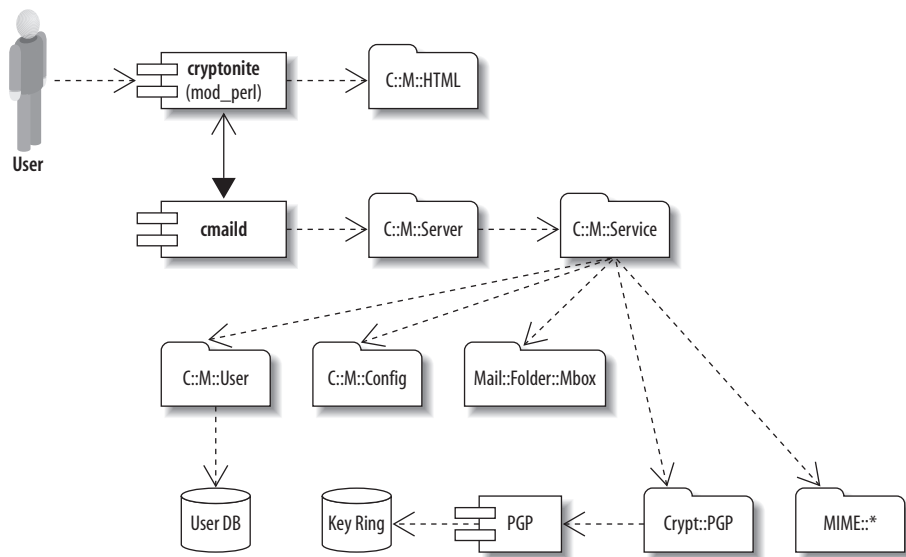 cryptonite
(mod_perl)
C::M::HTML
User
cmaild
C::M::Server
C::M::Service
C::M::User
C::M::Config
Mail::Folder::Mbox
User DB
Key Ring
PGP
Crypt::PGP
MIME::*